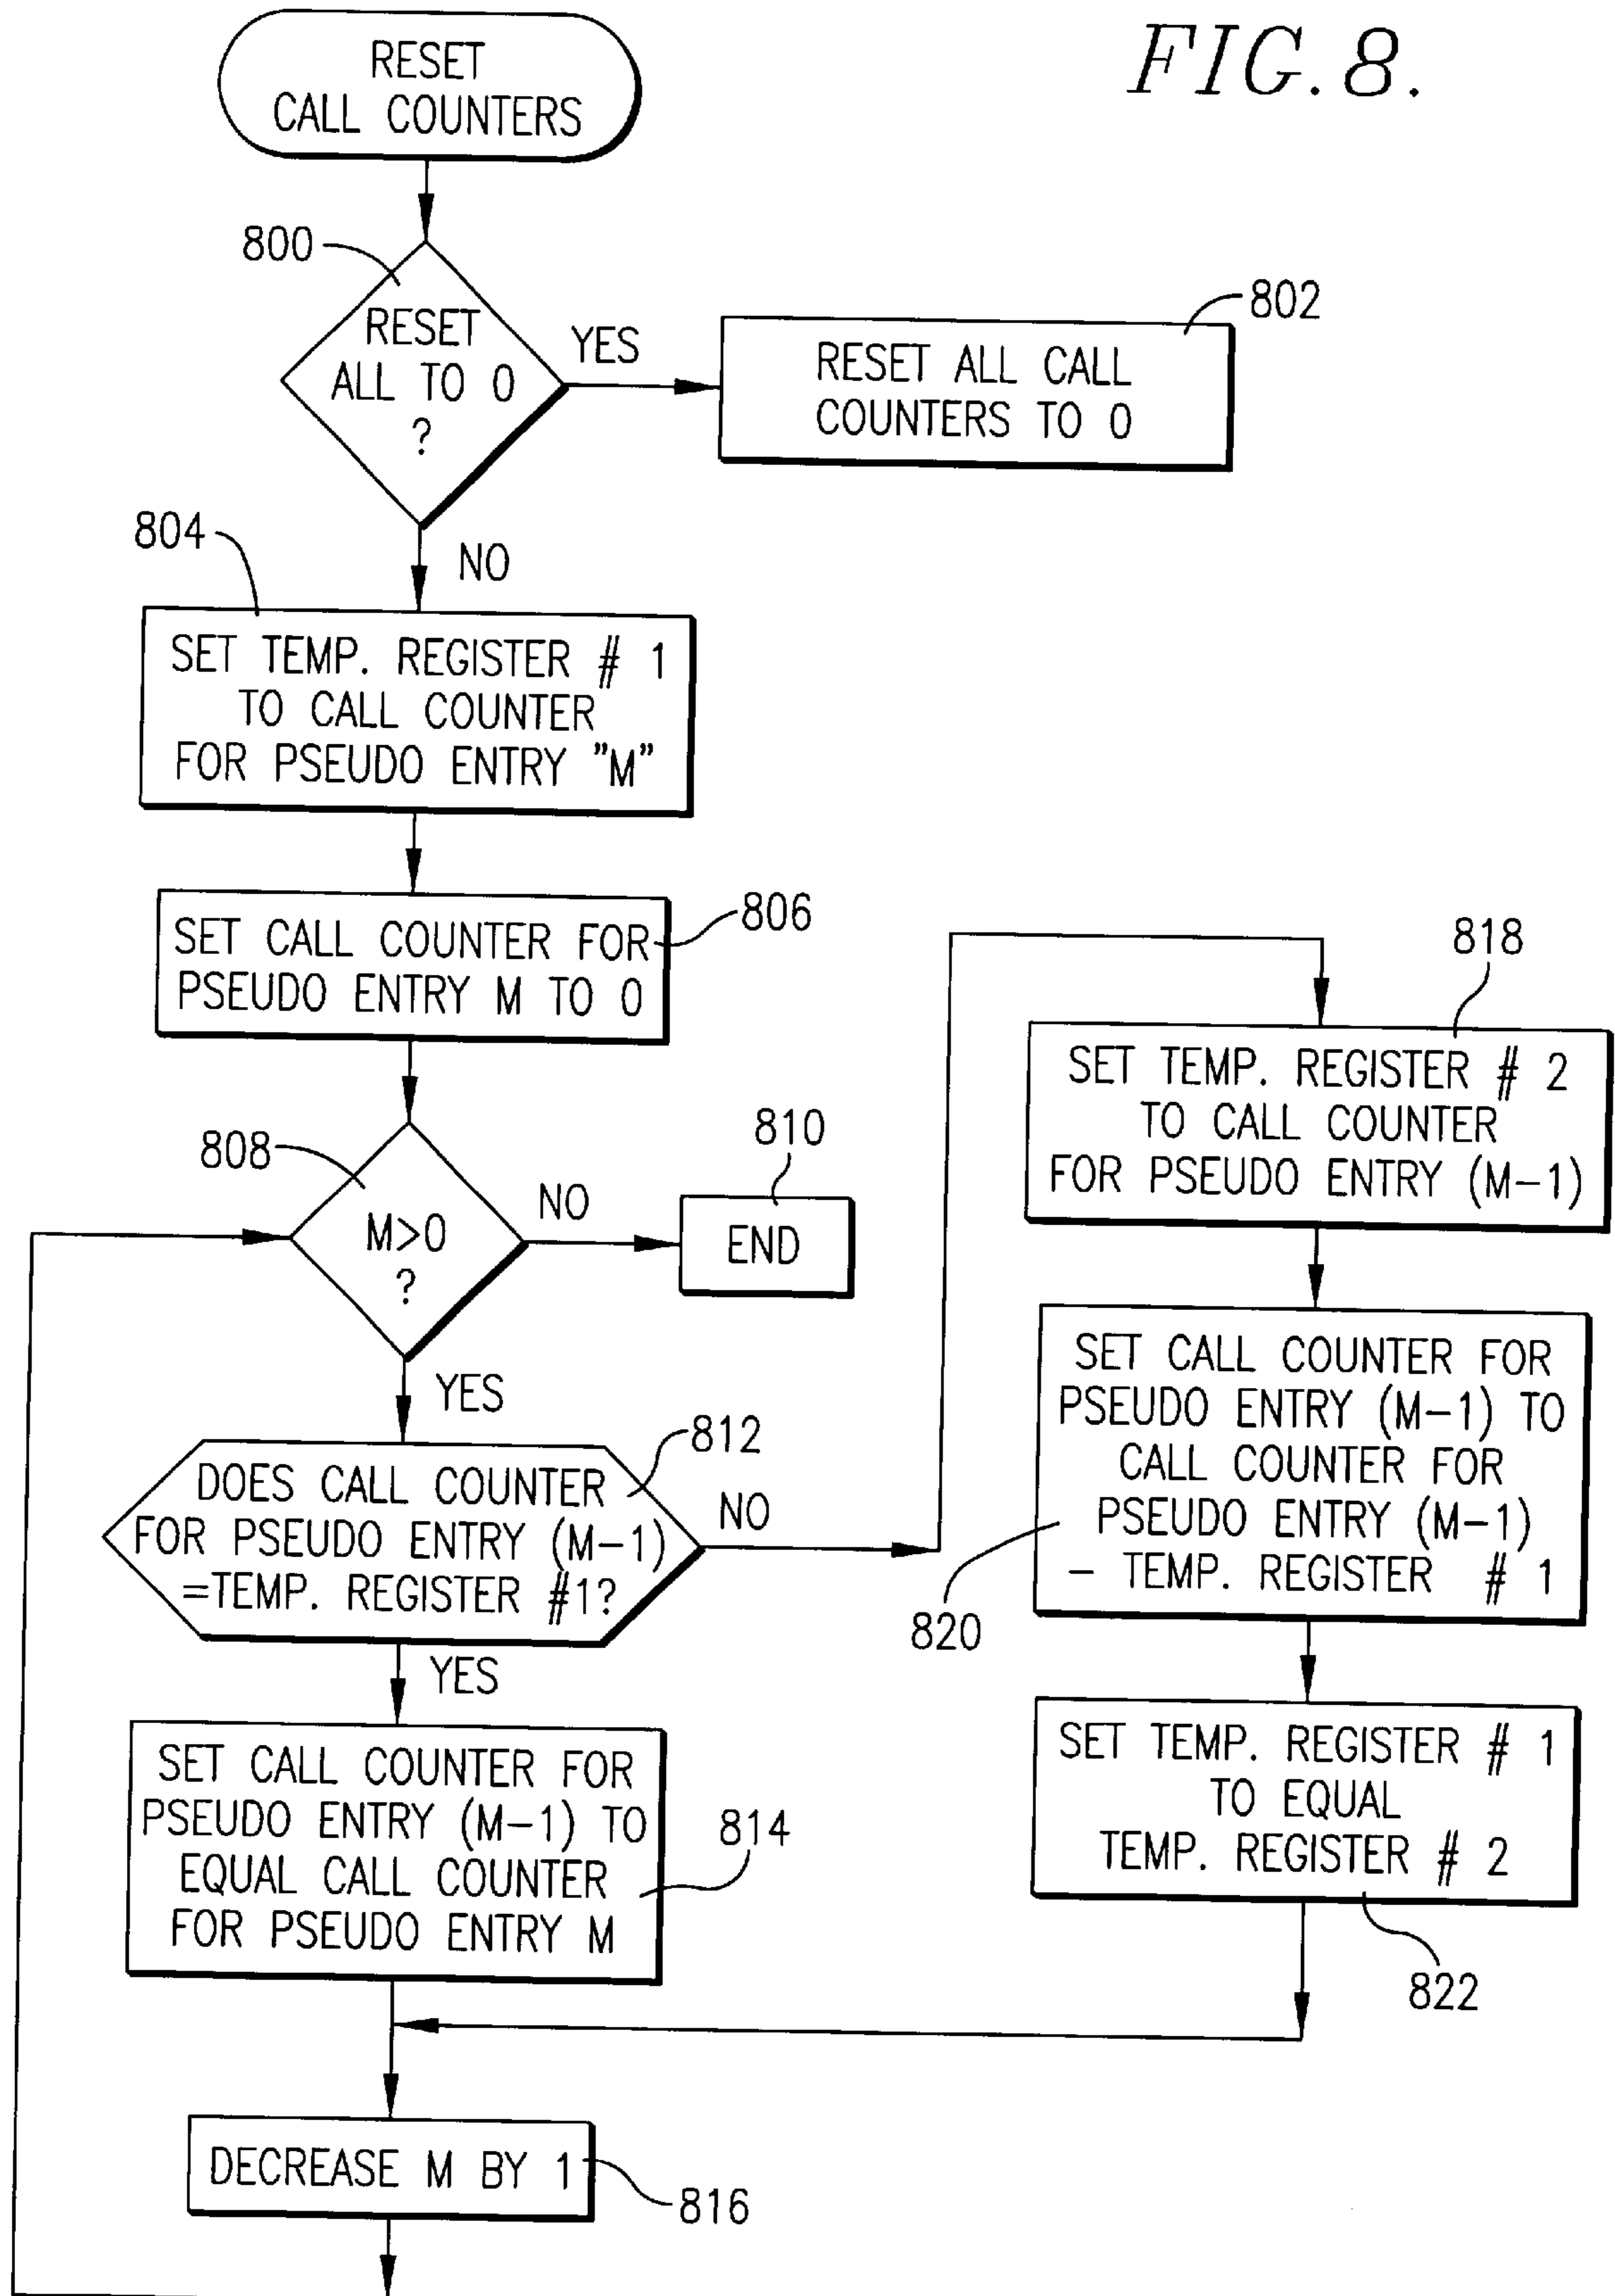 FIG. 8.
RESET
CALL COUNTERS
800
RESET
ALL TO 0
?
YES
802
RESET ALL CALL
COUNTERS TO 0
NO
804
SET TEMP. REGISTER # 1
TO CALL COUNTER
FOR PSEUDO ENTRY "M"
806
SET CALL COUNTER FOR
PSEUDO ENTRY M TO 0
808
M>0
?
NO
810
END
YES
812
DOES CALL COUNTER
FOR PSEUDO ENTRY (M-1)
=TEMP. REGISTER #1?
NO
YES
SET CALL COUNTER FOR
PSEUDO ENTRY (M-1) TO
EQUAL CALL COUNTER
FOR PSEUDO ENTRY M
814
DECREASE M BY 1
816
818
SET TEMP. REGISTER # 2
TO CALL COUNTER
FOR PSEUDO ENTRY (M-1)
SET CALL COUNTER FOR
PSEUDO ENTRY (M-1) TO
CALL COUNTER FOR
PSEUDO ENTRY (M-1)
- TEMP. REGISTER # 1
820
SET TEMP. REGISTER # 1
TO EQUAL
TEMP. REGISTER # 2
822